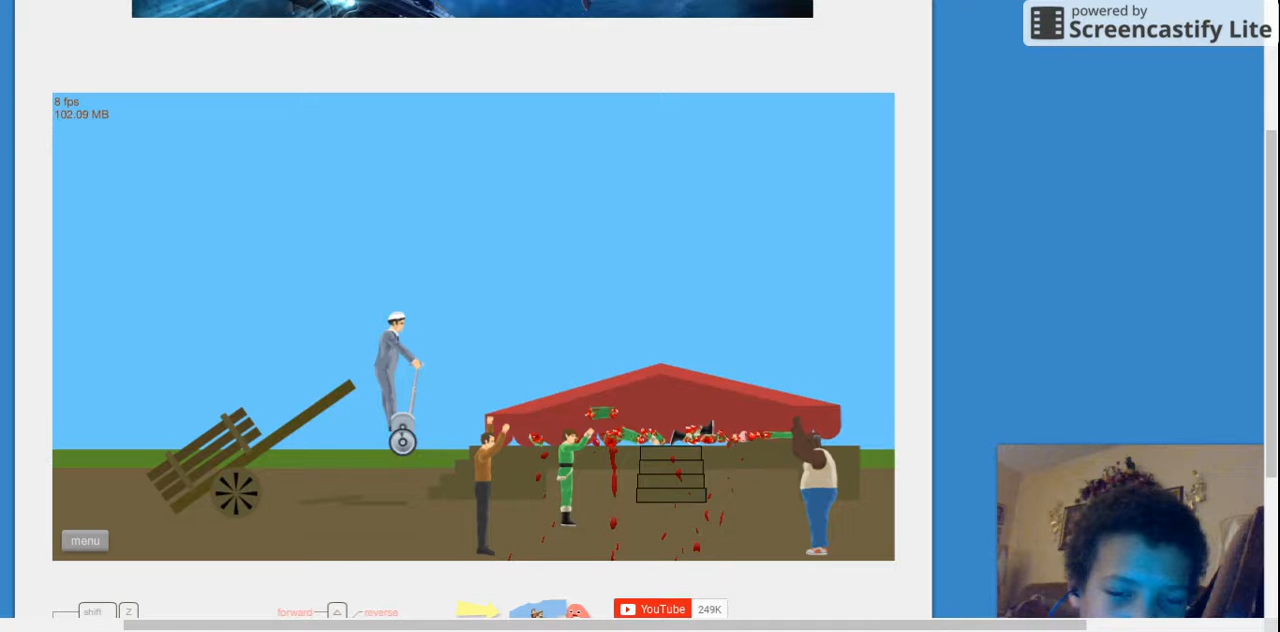 powered by
Screencastify Lite
8 fps
102.09 MB
menu
shift
Z
forward
reverse
YouTube
249K